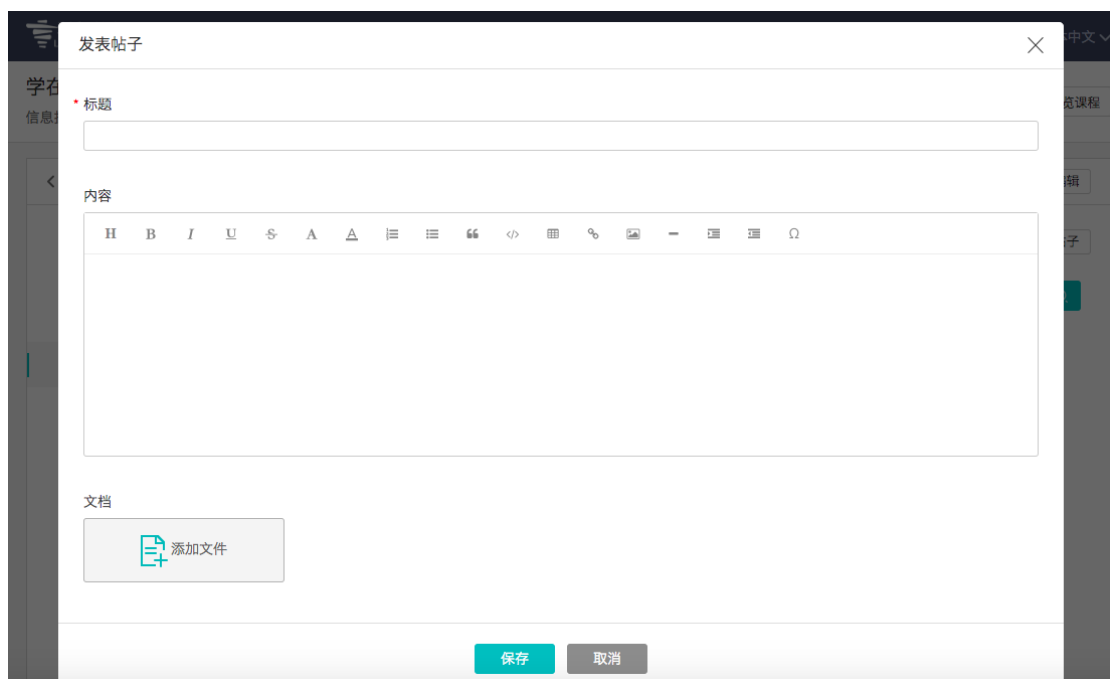 发表帖子
中文
学在
信息
览课程
* 标题
辑
内容
H B I U S A A
子
文档
添加文件
保存 取消